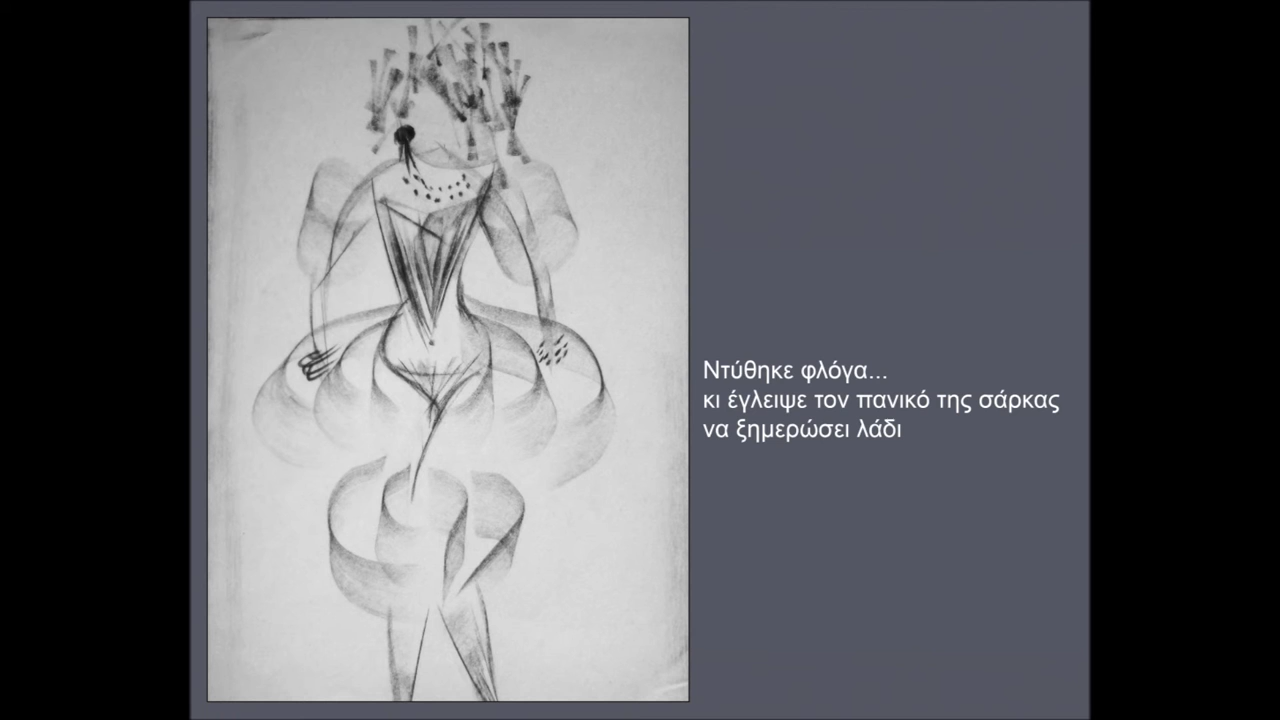 Ντύθηκε φλόγα...
κι έγλειψε τον πανικό της σάρκας
να ξημερώσει λάδι